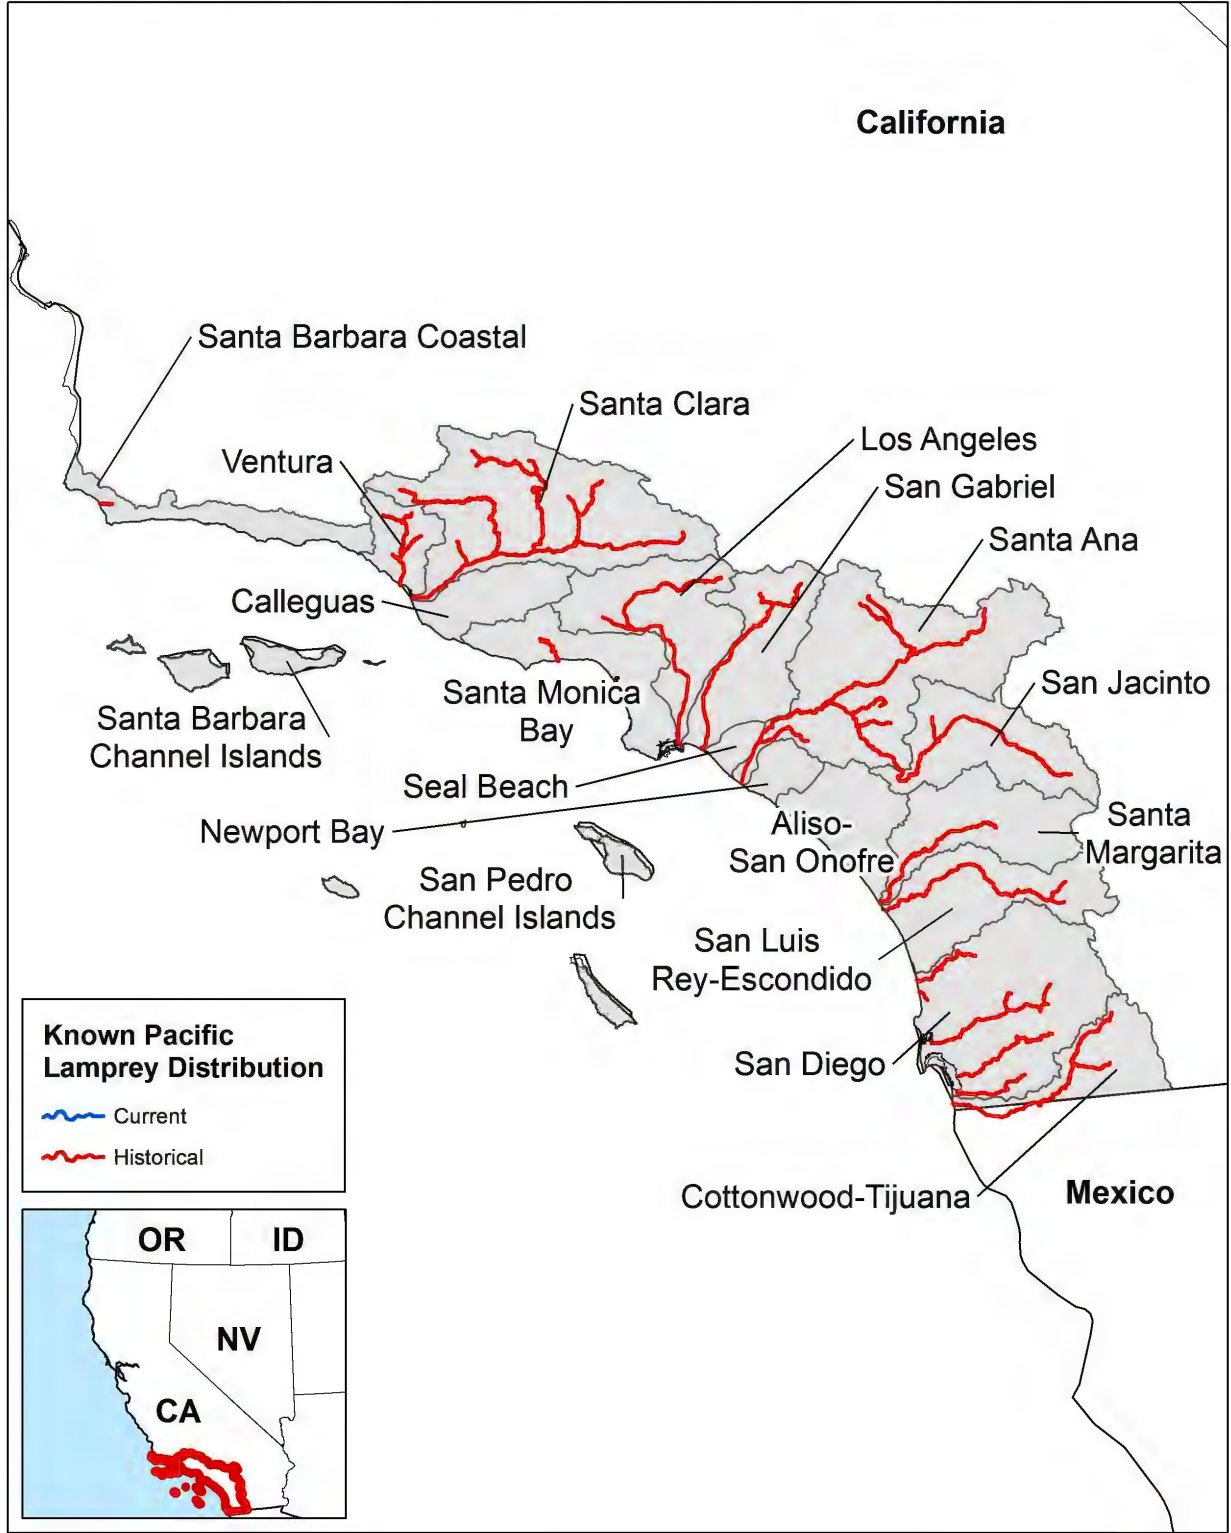 California
Santa Barbara Coastal
Santa Clara
Los Angeles
Ventura
San Gabriel
Santa Ana
Calleguas
San Jacinto
Santa Monica
Bay
Santa Barbara
Channel Islands
Seal Beach
Newport Bay
Aliso-
San Onofre
Santa
Margarita
San Pedro
Channel Islands
San Luis
Rey-Escondido
San Diego
Cottonwood-Tijuana
Mexico
Known Pacific
Lamprey Distribution
Current
Historical
OR
ID
NV
CA